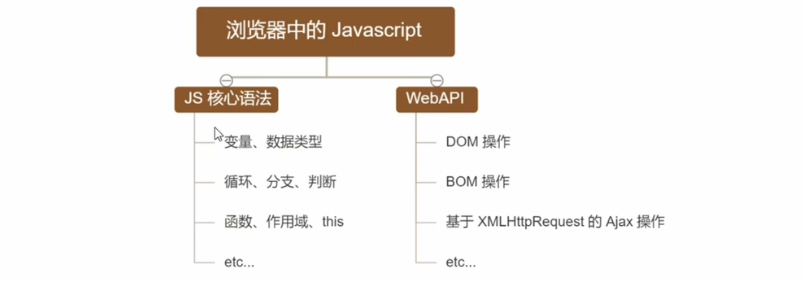 浏览器中的 Javascript
JS 核心语法
变量、数据类型
循环、分支、判断
函数、作用域、this
etc...
WebAPI
DOM 操作
BOM 操作
基于 XMLHttpRequest 的 Ajax 操作
etc...